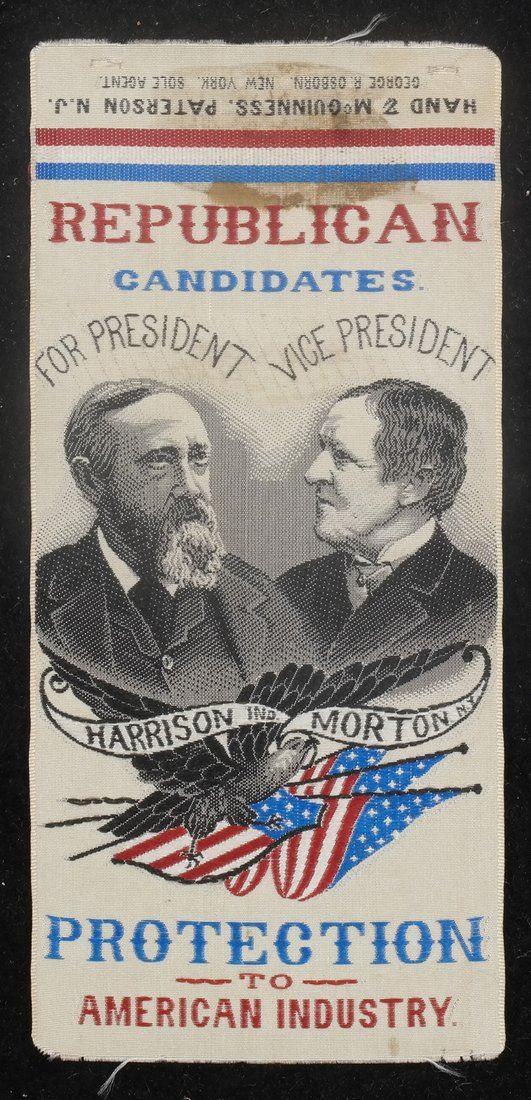 HAND & McGUINNESS. PATERSON N.J.
GEORGE R. OSBORN. NEW YORK. SOLE AGENT.
REPUBLICAN
CANDIDATES.
FOR PRESIDENT VICE PRESIDENT
HARRISON IND. MORTON N.Y.
PROTECTION
TO
AMERICAN INDUSTRY.